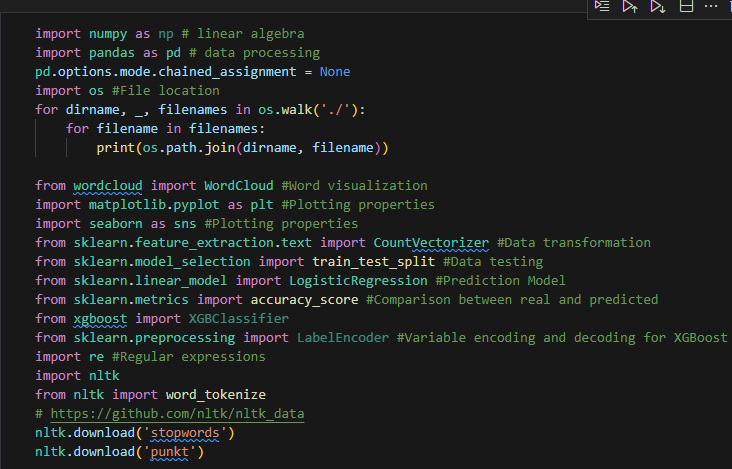 import numpy as np # linear algebra
import pandas as pd # data processing
pd.options.mode.chained_assignment = None
import os #File location
for dirname, _, filenames in os.walk('./'):
    for filename in filenames:
        print(os.path.join(dirname, filename))

from wordcloud import WordCloud #Word visualization
import matplotlib.pyplot as plt #Plotting properties
import seaborn as sns #Plotting properties
from sklearn.feature_extraction.text import CountVectorizer #Data transformation
from sklearn.model_selection import train_test_split #Data testing
from sklearn.linear_model import LogisticRegression #Prediction Model
from sklearn.metrics import accuracy_score #Comparison between real and predicted
from xgboost import XGBClassifier
from sklearn.preprocessing import LabelEncoder #Variable encoding and decoding for XGBoost
import re #Regular expressions
import nltk
from nltk import word_tokenize
# https://github.com/nltk/nltk_data
nltk.download('stopwords')
nltk.download('punkt')